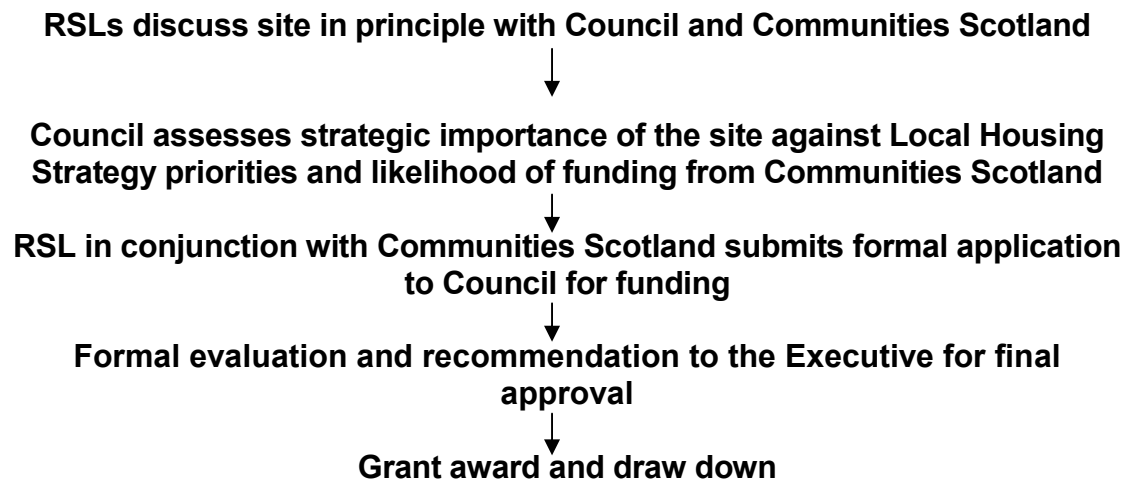 RSLs discuss site in principle with Council and Communities Scotland
Council assesses strategic importance of the site against Local Housing
Strategy priorities and likelihood of funding from Communities Scotland
RSL in conjunction with Communities Scotland submits formal application
to Council for funding
Formal evaluation and recommendation to the Executive for final
approval
Grant award and draw down